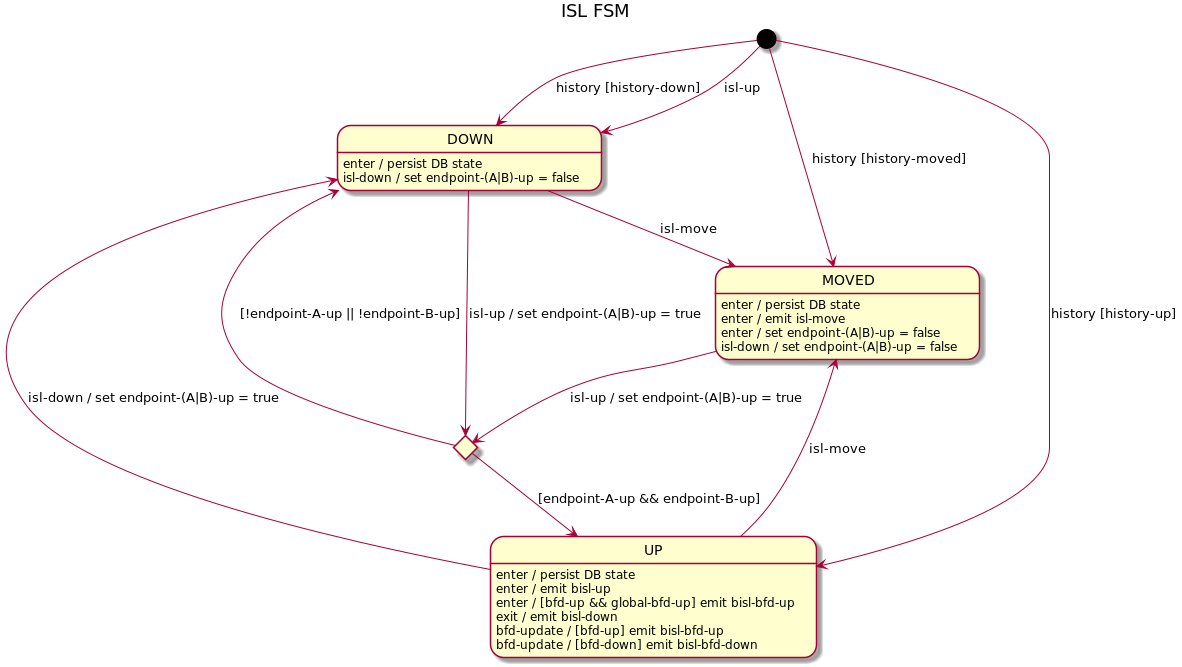 ISL FSM
history [history-down]
isl-up
DOWN
enter / persist DB state
isl-down / set endpoint-(A|B)-up = false
history [history-moved]
isl-move
MOVED
enter / persist DB state
enter / emit isl-move
enter / set endpoint-(A|B)-up = false
isl-down / set endpoint-(A|B)-up = false
[!endpoint-A-up || !endpoint-B-up]
isl-up / set endpoint-(A|B)-up = true
history [history-up]
isl-down / set endpoint-(A|B)-up = true
isl-up / set endpoint-(A|B)-up = true
isl-move
[endpoint-A-up && endpoint-B-up]
UP
enter / persist DB state
enter / emit bisl-up
enter / [bfd-up && global-bfd-up] emit bisl-bfd-up
exit / emit bisl-down
bfd-update / [bfd-up] emit bisl-bfd-up
bfd-update / [bfd-down] emit bisl-bfd-down